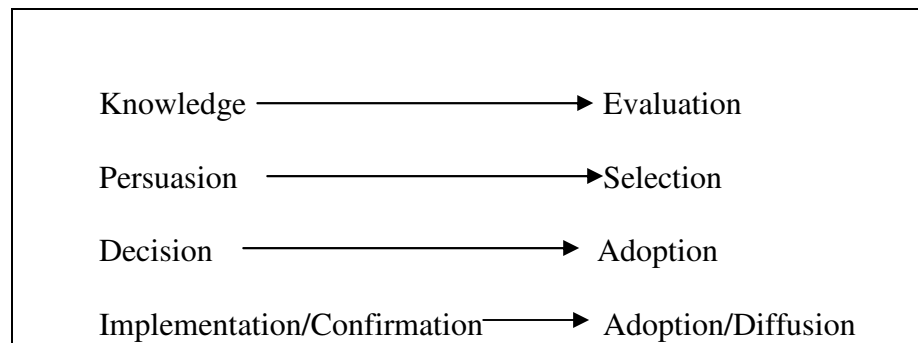 Knowledge Evaluation
Persuasion Selection
Decision Adoption
Implementation/Confirmation Adoption/Diffusion